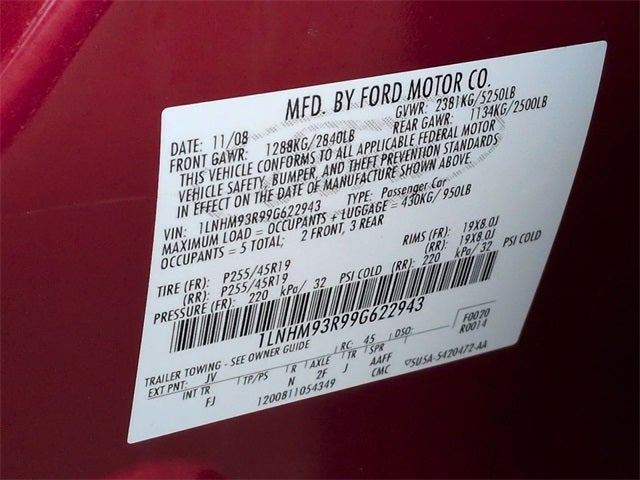 MFD. BY FORD MOTOR CO.
DATE: 11/08 GVWR: 2381KG/5250LB
FRONT GAWR: 1288KG/2840LB REAR GAWR: 1134KG/2500LB
THIS VEHICLE CONFORMS TO ALL APPLICABLE FEDERAL MOTOR
VEHICLE SAFETY, BUMPER, AND THEFT PREVENTION STANDARDS
IN EFFECT ON THE DATE OF MANUFACTURE SHOWN ABOVE.
VIN: 1LNHM93R99G622943 TYPE: Passenger Car
MAXIMUM LOAD = OCCUPANTS + LUGGAGE = 430KG/ 950LB
OCCUPANTS = 5 TOTAL; 2 FRONT, 3 REAR
TIRE (FR): P255/45R19 RIMS (FR): 19X8.0J
(RR): P255/45R19 (RR): 19X8.0J
PRESSURE (FR): 220 kPa/ 32 PSI COLD (RR): 220 kPa/ 32 PSI COLD
1LNHM93R99G622943
F0020
R0014
TRAILER TOWING - SEE OWNER GUIDE RC: 45 DSO:
EXT PNT: JV TP/PS R AXLE TR SPR
INT TR FJ N 2F J AAFF
CMC 5U5A-5420472-AA
1200811054349